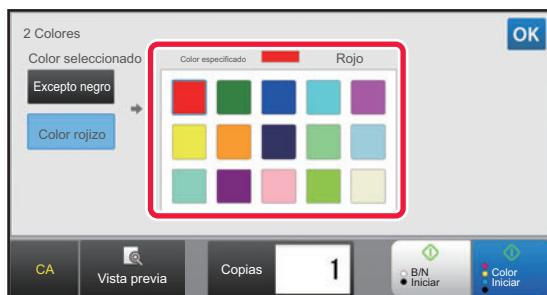 2 Colores
OK
Color seleccionado
Color especificado
Rojo
Excepto negro
Color rojizo
CA
Vista previa
Copias
1
B/N
Iniciar
Color
Iniciar